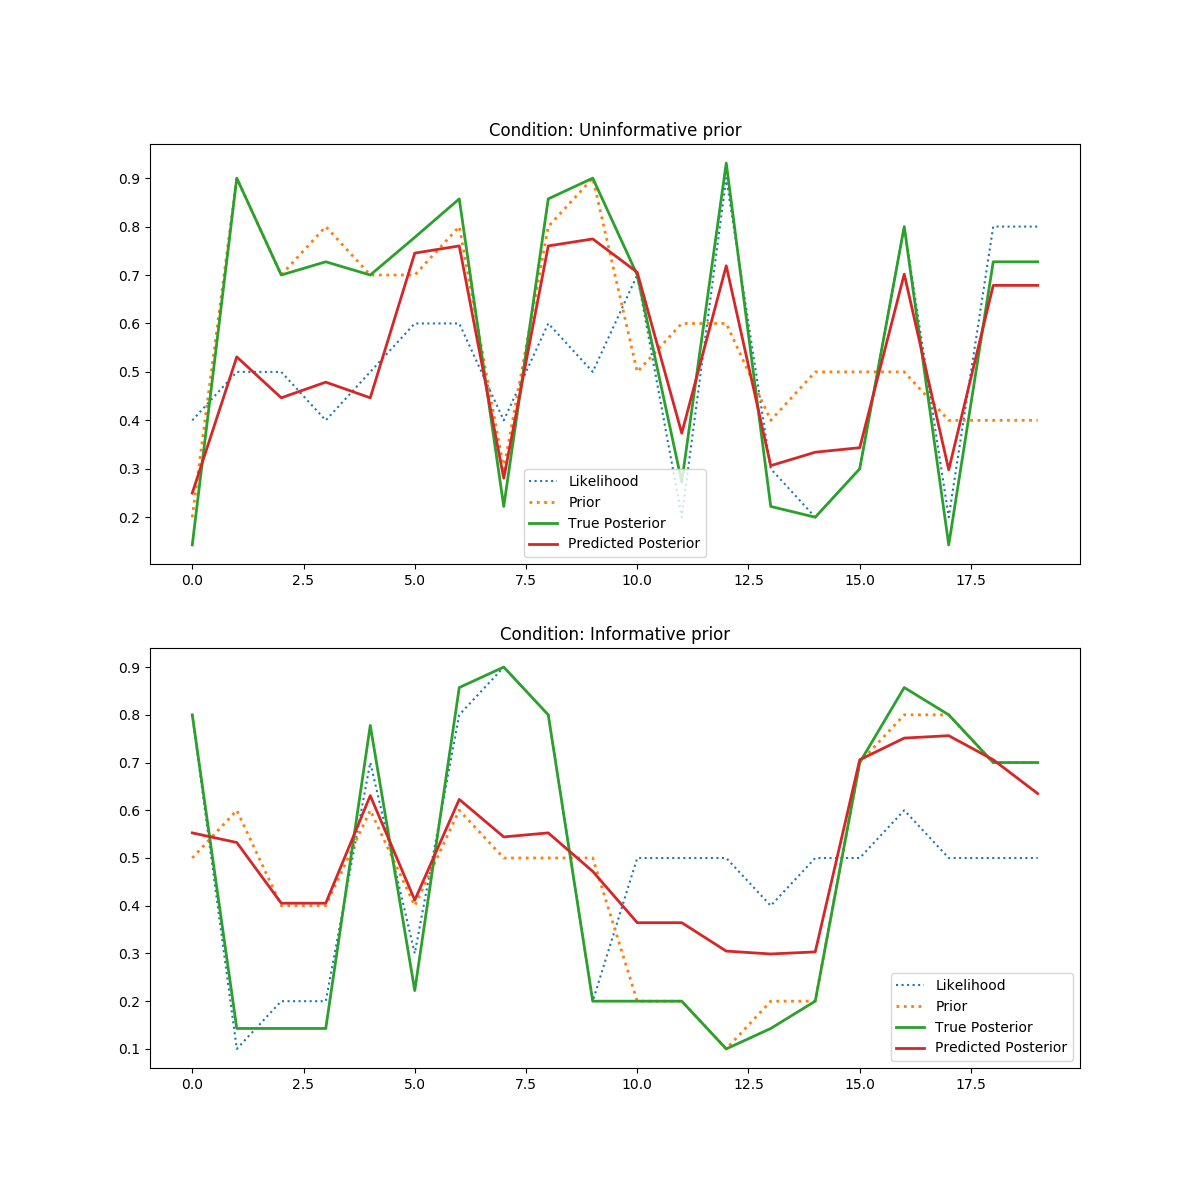 Condition: Uninformative prior
0.9
0.8
0.7
0.6
0.5
0.4
0.3
0.2
Likelihood
Prior
True Posterior
Predicted Posterior
0.0 2.5 5.0 7.5 10.0 12.5 15.0 17.5
Condition: Informative prior
0.9
0.8
0.7
0.6
0.5
0.4
0.3
0.2
0.1
Likelihood
Prior
True Posterior
Predicted Posterior
0.0 2.5 5.0 7.5 10.0 12.5 15.0 17.5